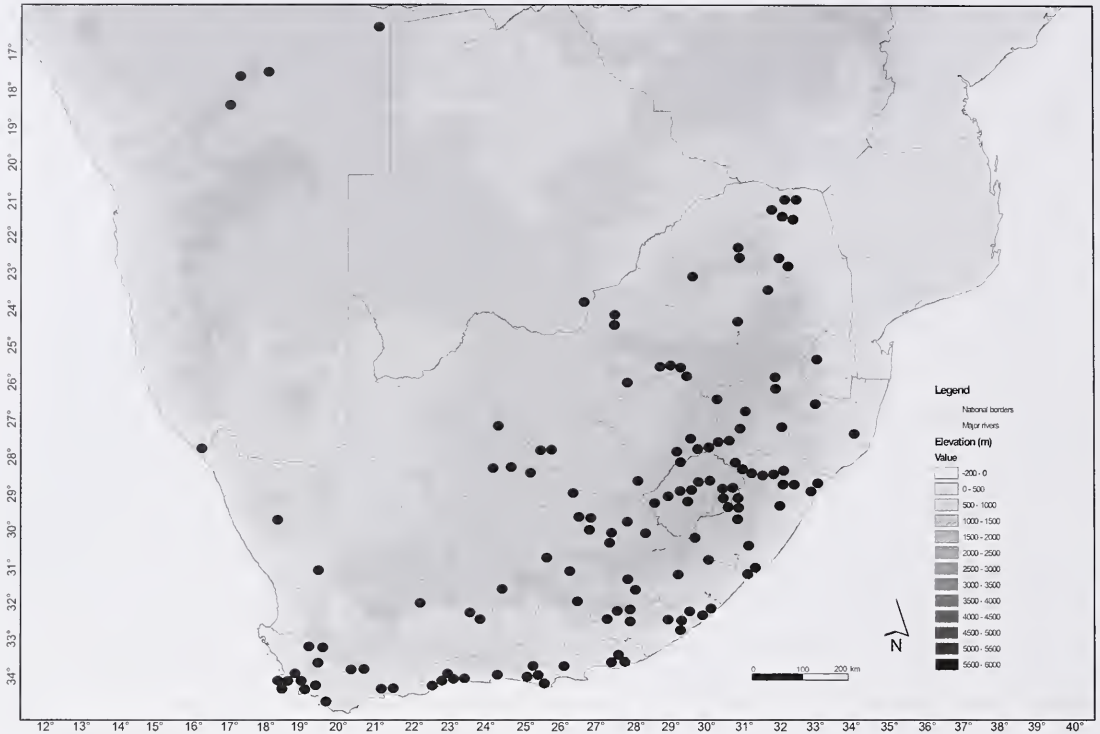 17°
18°
19°
20°
21°
22°
23°
24°
25°
26°
27°
28°
29°
30°
31°
32°
33°
34°
Legend
National borders
Major rivers
Elevation (m)
Value
-200 - 0
0 - 500
500 - 1000
1000 - 1500
1500 - 2000
2000 - 2500
2500 - 3000
3000 - 3500
3500 - 4000
4000 - 4500
4500 - 5000
5000 - 5500
5500 - 6000
N
0 100 200 km
12° 13° 14° 15° 16° 17° 18° 19° 20° 21° 22° 23° 24° 25° 26° 27° 28° 29° 30° 31° 32° 33° 34° 35° 36° 37° 38° 39° 40°